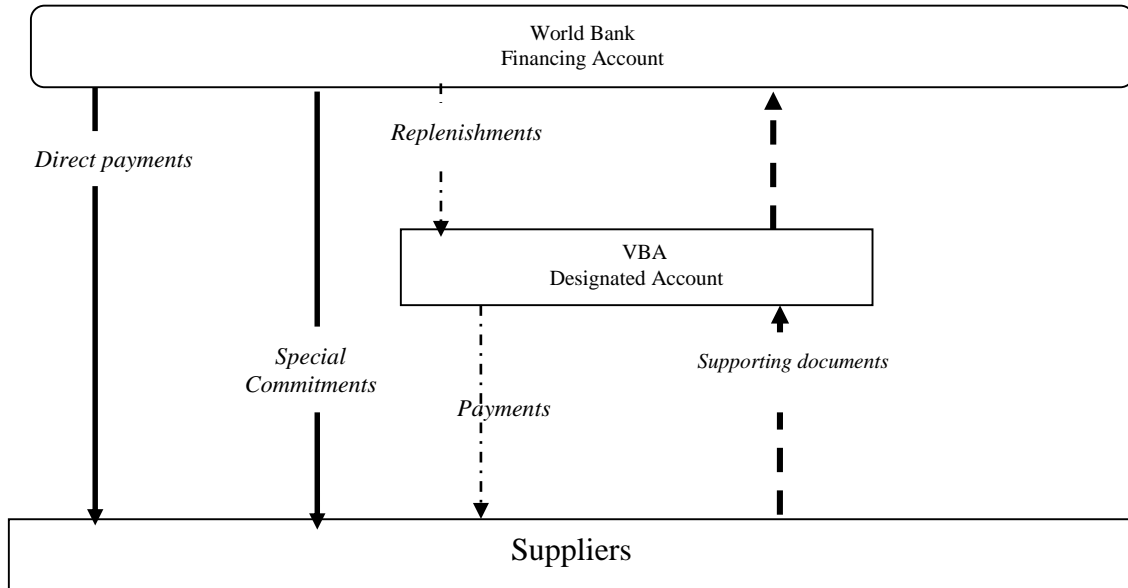 World Bank
Financing Account
Replenishments
Direct payments
VBA
Designated Account
Special
Commitments
Supporting documents
Payments
Suppliers